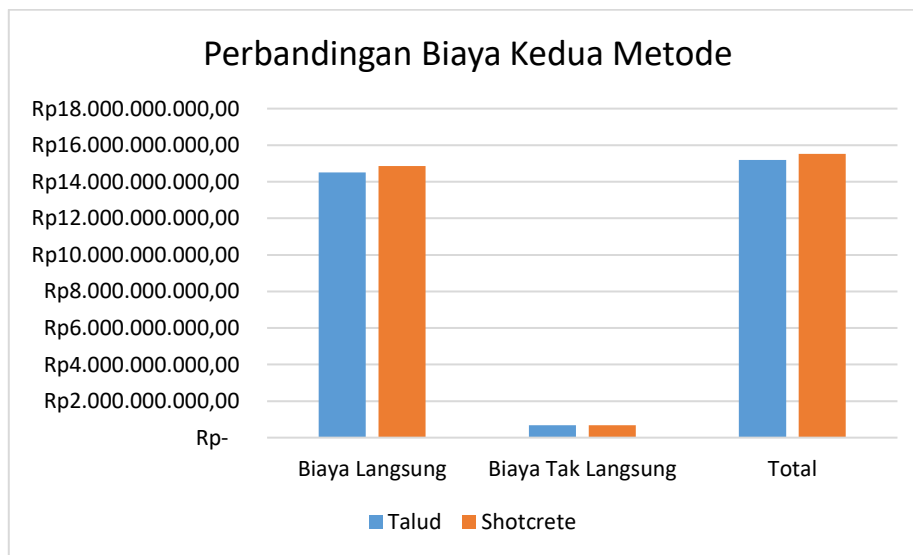 Perbandingan Biaya Kedua Metode
Rp18.000.000.000,00
Rp16.000.000.000,00
Rp14.000.000.000,00
Rp12.000.000.000,00
Rp10.000.000.000,00
Rp8.000.000.000,00
Rp6.000.000.000,00
Rp4.000.000.000,00
Rp2.000.000.000,00
Rp-
Biaya Langsung Biaya Tak Langsung Total
Talud Shotcrete